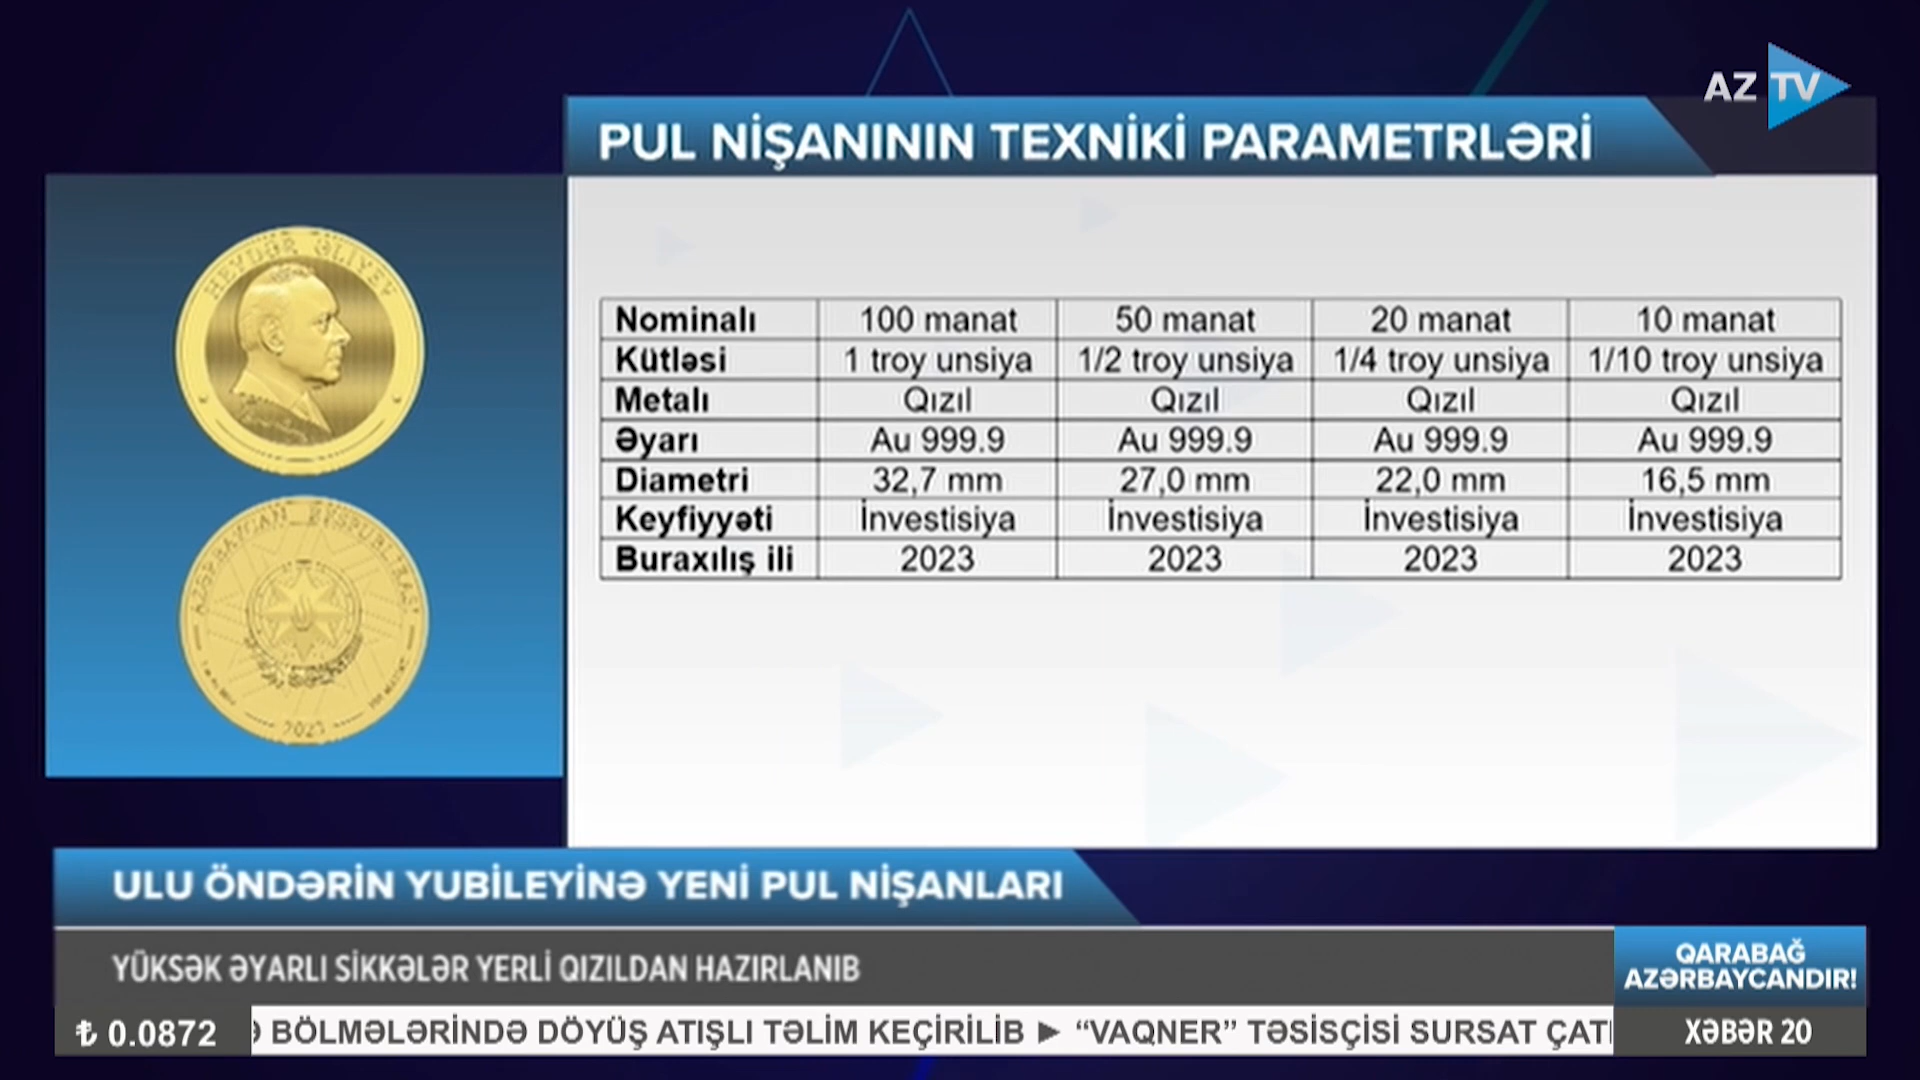 AZ TV
PUL NİŞANININ TEXNİKİ PARAMETRLƏRİ
HEYDƏR ƏLİYEV
AZƏRBAYCAN RESPUBLİKASI
2023
Nominalı 100 manat 50 manat 20 manat 10 manat
Kütləsi 1 troy unsiya 1/2 troy unsiya 1/4 troy unsiya 1/10 troy unsiya
Metalı Qızıl Qızıl Qızıl Qızıl
Əyarı Au 999.9 Au 999.9 Au 999.9 Au 999.9
Diametri 32,7 mm 27,0 mm 22,0 mm 16,5 mm
Keyfiyyəti İnvestisiya İnvestisiya İnvestisiya İnvestisiya
Buraxılış ili 2023 2023 2023 2023
ULU ÖNDƏRİN YUBİLEYİNƏ YENİ PUL NİŞANLARI
YÜKSƏK ƏYARLI SİKKƏLƏR YERLİ QIZILDAN HAZIRLANIB
QARABAĞ
AZƏRBAYCANDIR!
₺ 0.0872
BÖLMƏLƏRİNDƏ DÖYÜŞ ATIŞLI TƏLİM KEÇİRİLİB ► “VAQNER” TƏSİSÇİSİ SURSAT ÇAT
XƏBƏR 20